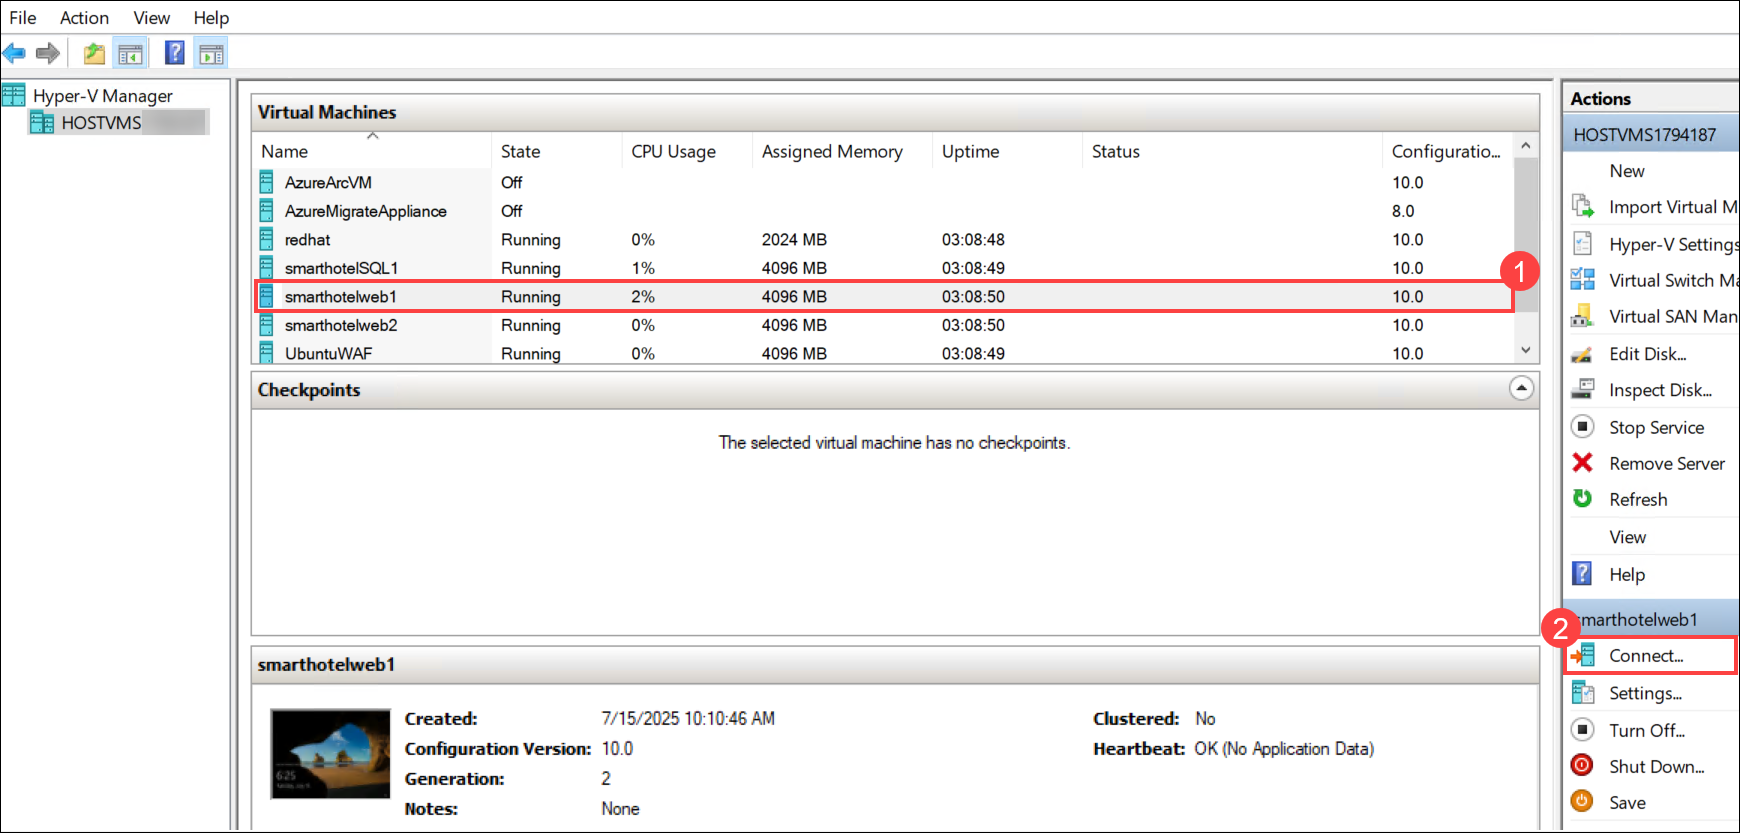 File Action View Help
Hyper-V Manager
HOSTVMS
Virtual Machines
Name State CPU Usage Assigned Memory Uptime Status Configuratio...
AzureArcVM Off 10.0
AzureMigrateAppliance Off 8.0
redhat Running 0% 2024 MB 03:08:48 10.0
smarthotelSQL1 Running 1% 4096 MB 03:08:49 10.0
smarthotelweb1 Running 2% 4096 MB 03:08:50 10.0
1
smarthotelweb2 Running 0% 4096 MB 03:08:50 10.0
UbuntuWAF Running 0% 4096 MB 03:08:49 10.0
Checkpoints
The selected virtual machine has no checkpoints.
smarthotelweb1
6:25
Created: 7/15/2025 10:10:46 AM Clustered: No
Configuration Version: 10.0 Heartbeat: OK (No Application Data)
Generation: 2
Notes: None
Actions
HOSTVMS1794187
New
Import Virtual M
Hyper-V Settings
Virtual Switch Ma
Virtual SAN Man
Edit Disk...
Inspect Disk...
Stop Service
Remove Server
Refresh
View
Help
2
smarthotelweb1
Connect...
Settings...
Turn Off...
Shut Down...
Save